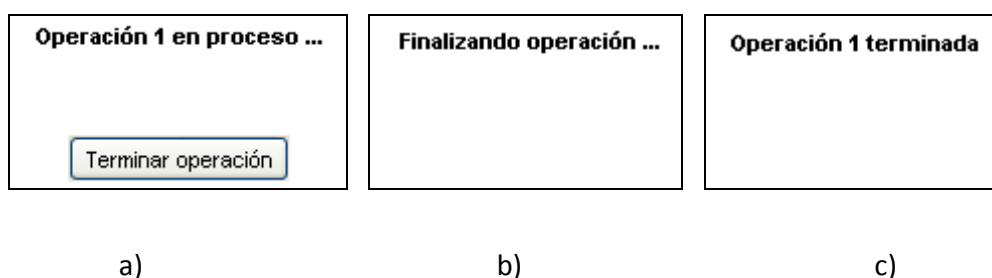 Operación 1 en proceso ...
Terminar operación
Finalizando operación ...
Operación 1 terminada
a)
b)
c)